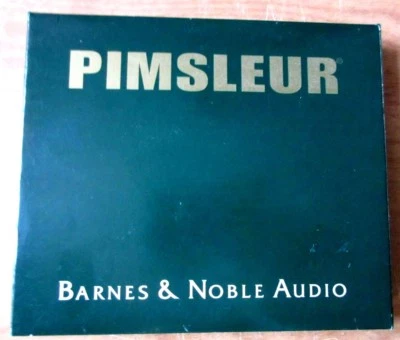 PIMSLEUR®
BARNES & NOBLE AUDIO